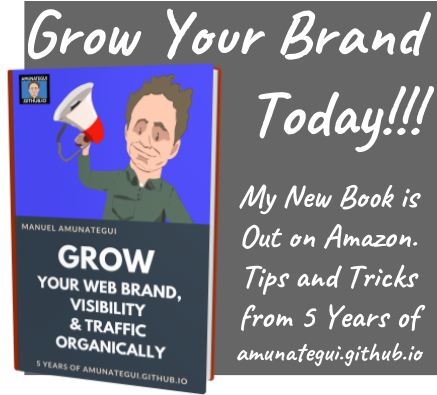 Grow Your Brand
Today!!!
AMUNATEGUI
.GITHUB.IO
MANUEL AMUNATEGUI
GROW
YOUR WEB BRAND,
VISIBILITY
& TRAFFIC
ORGANICALLY
5 YEARS OF AMUNATEGUI.GITHUB.IO
My New Book is
Out on Amazon.
Tips and Tricks
from 5 Years of
amunategui.github.io